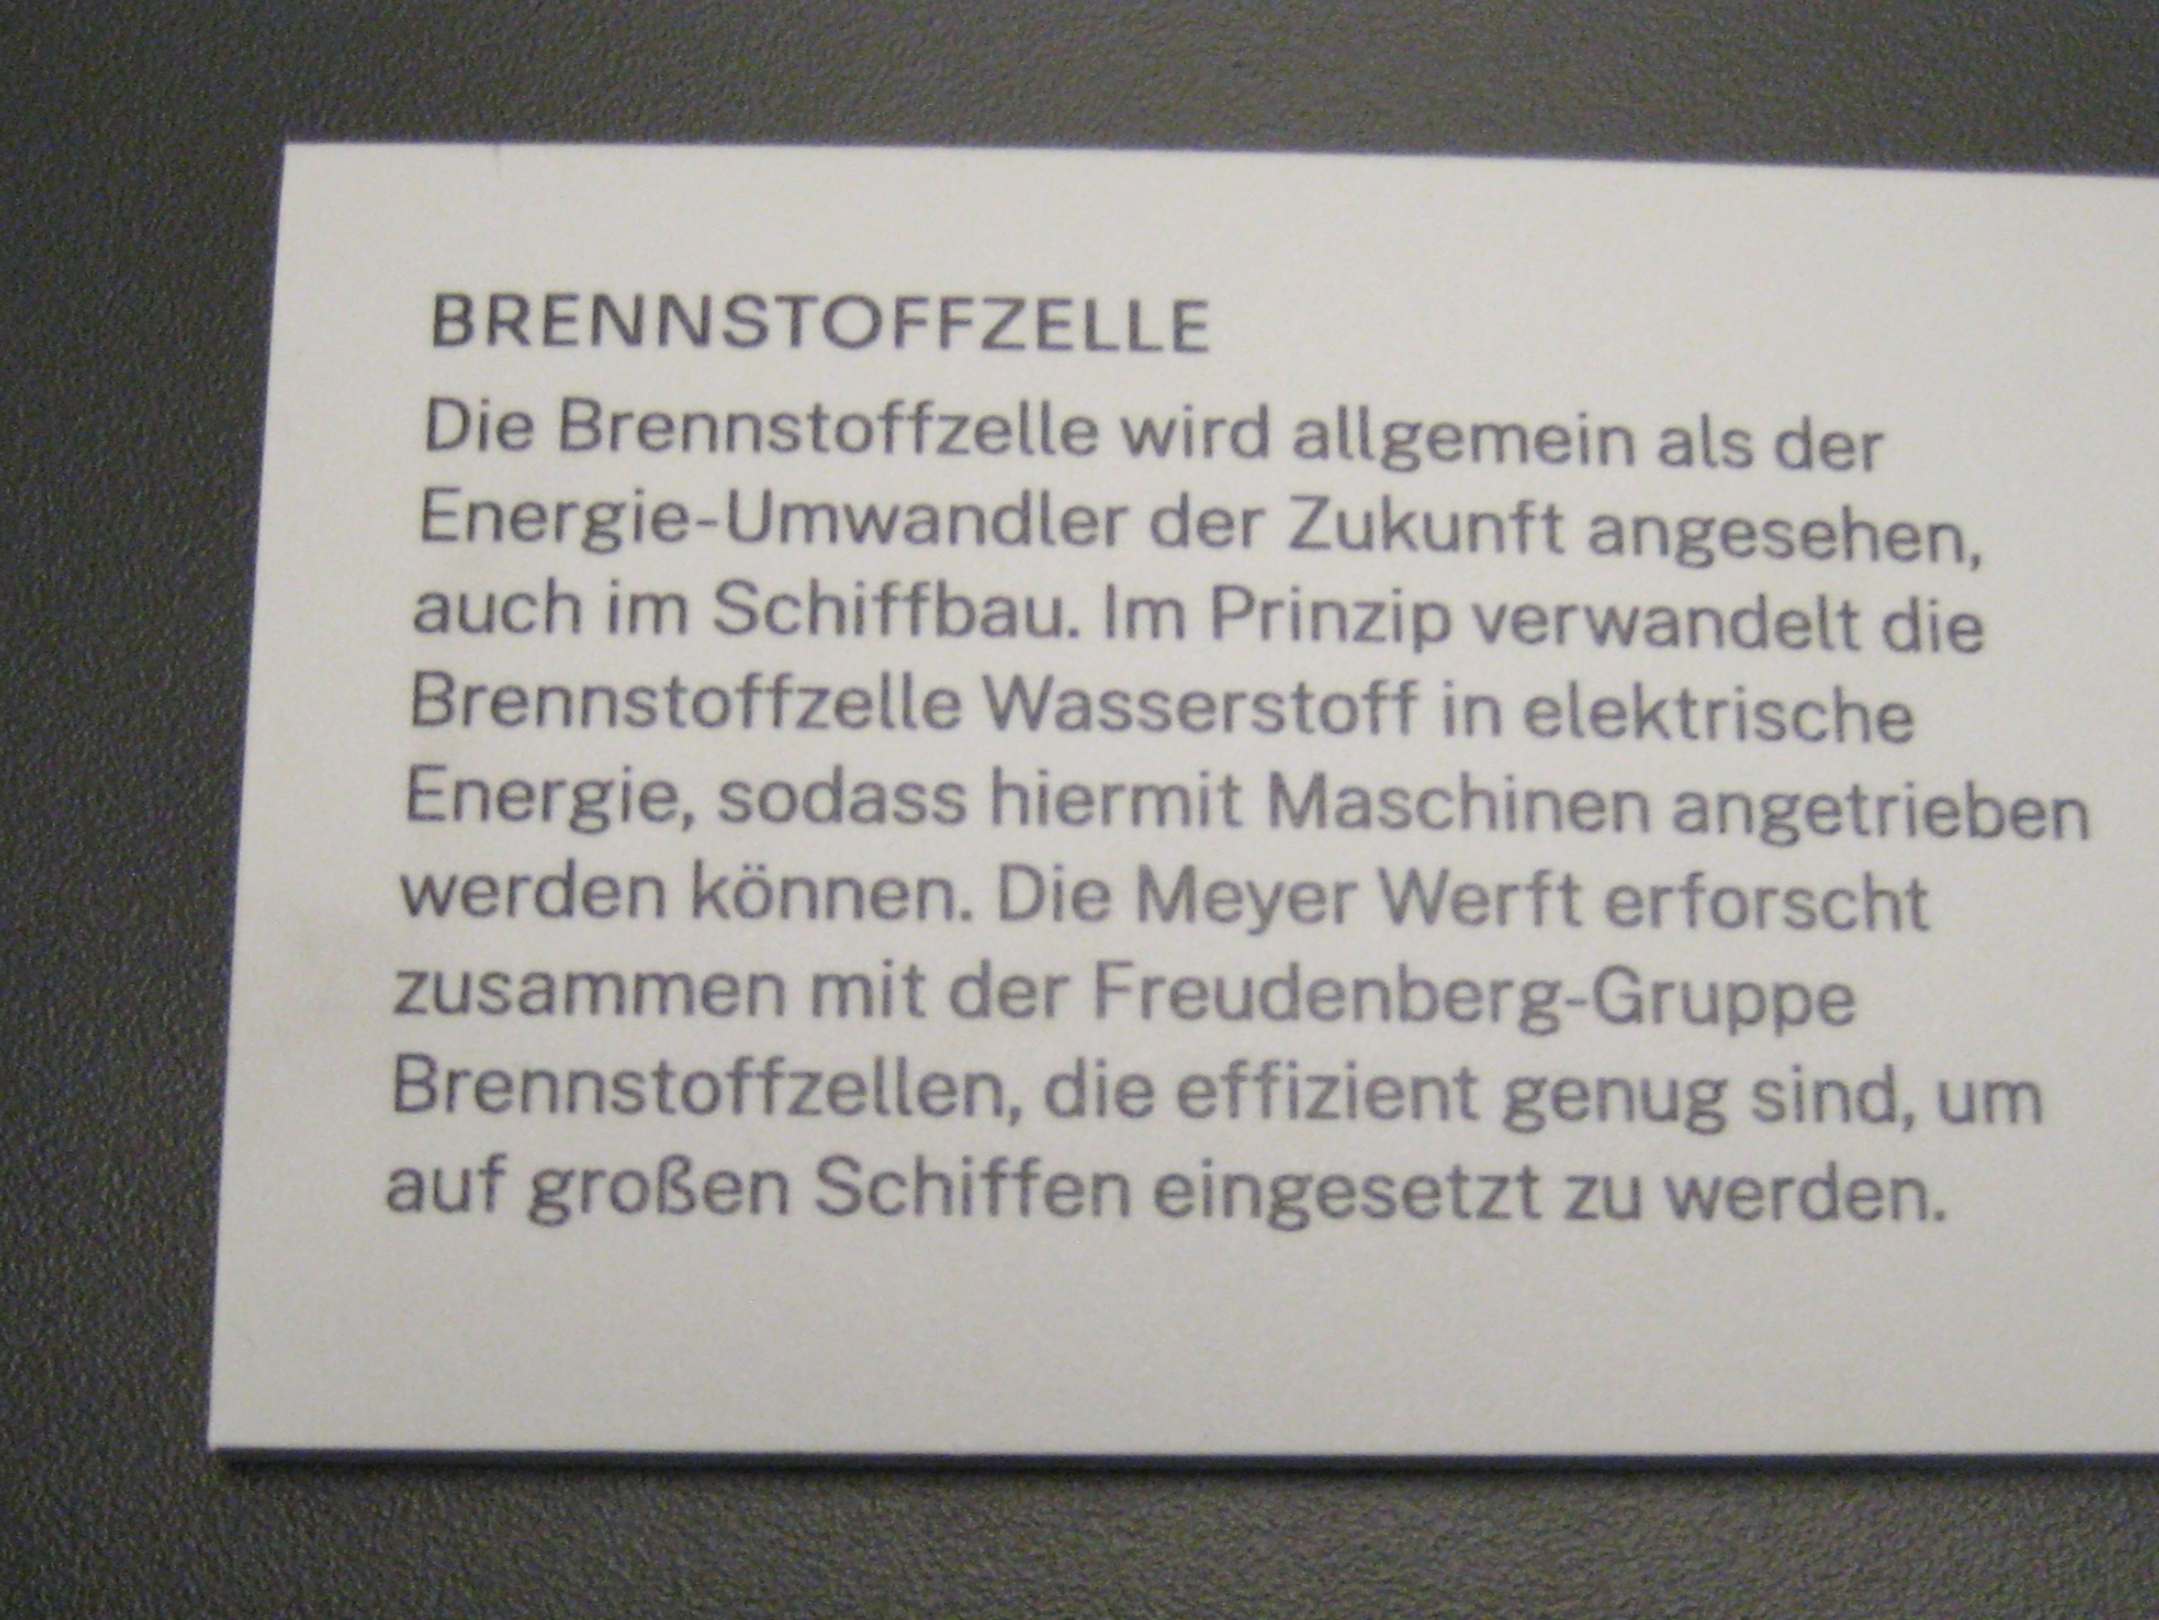 BRENNSTOFFZELLE
Die Brennstoffzelle wird allgemein als der
Energie-Umwandler der Zukunft angesehen,
auch im Schiffbau. Im Prinzip verwandelt die
Brennstoffzelle Wasserstoff in elektrische
Energie, sodass hiermit Maschinen angetrieben
werden können. Die Meyer Werft erforscht
zusammen mit der Freudenberg-Gruppe
Brennstoffzellen, die effizient genug sind, um
auf großen Schiffen eingesetzt zu werden.